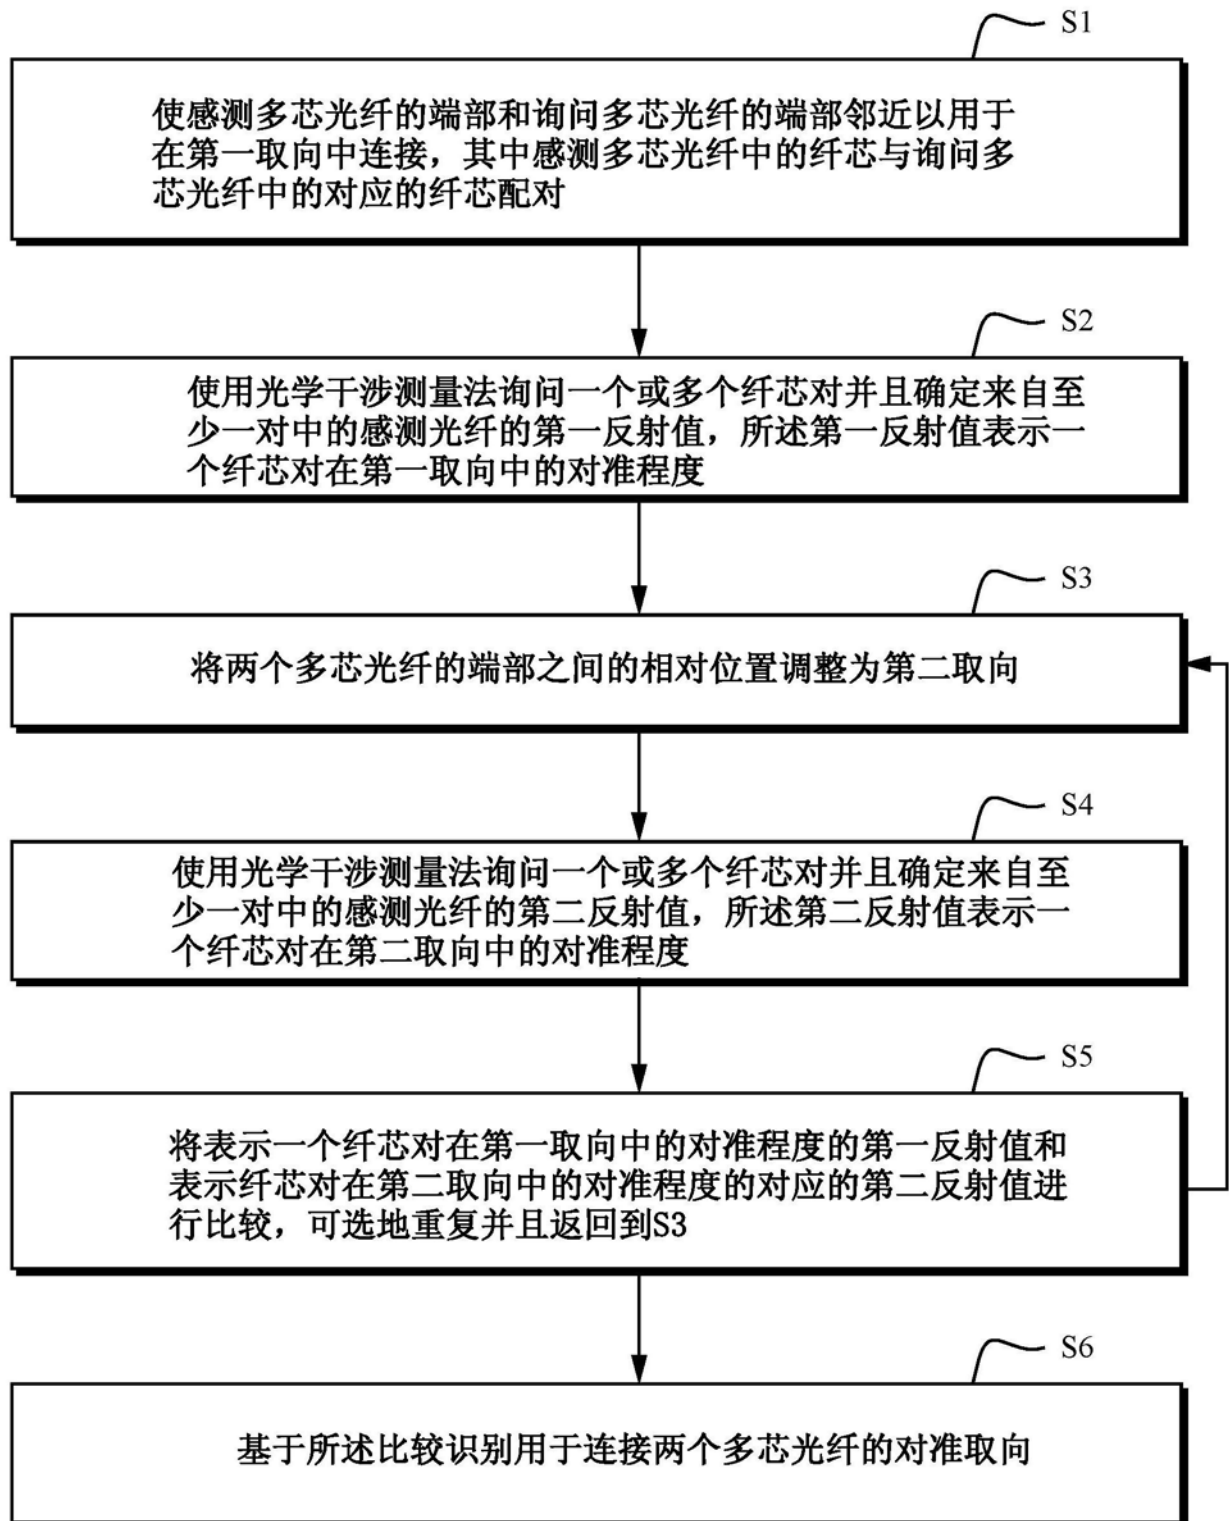 S1
使感测多芯光纤的端部和询问多芯光纤的端部邻近以用于
在第一取向中连接，其中感测多芯光纤中的纤芯与询问多
芯光纤中的对应的纤芯配对
S2
使用光学干涉测量法询问一个或多个纤芯对并且确定来自至
少一对中的感测光纤的第一反射值，所述第一反射值表示一
个纤芯对在第一取向中的对准程度
S3
将两个多芯光纤的端部之间的相对位置调整为第二取向
S4
使用光学干涉测量法询问一个或多个纤芯对并且确定来自至
少一对中的感测光纤的第二反射值，所述第二反射值表示一
个纤芯对在第二取向中的对准程度
S5
将表示一个纤芯对在第一取向中的对准程度的第一反射值和
表示纤芯对在第二取向中的对准程度的对应的第二反射值进
行比较，可选地重复并且返回到S3
S6
基于所述比较识别用于连接两个多芯光纤的对准取向